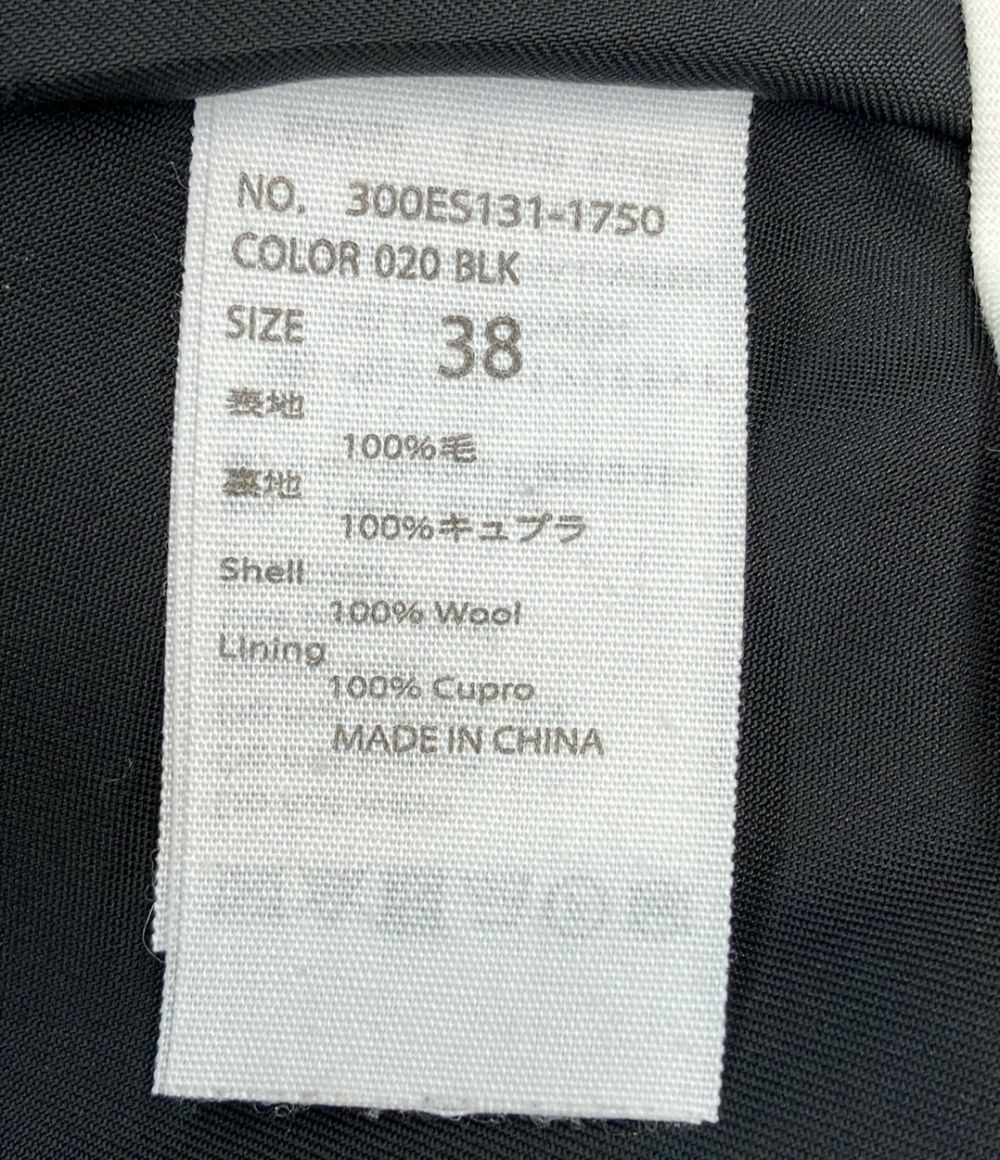 NO. 300ES131-1750
COLOR 020 BLK
SIZE 38
表地
100%毛
裏地
100%キュプラ
Shell
100% Wool
Lining
100% Cupro
MADE IN CHINA